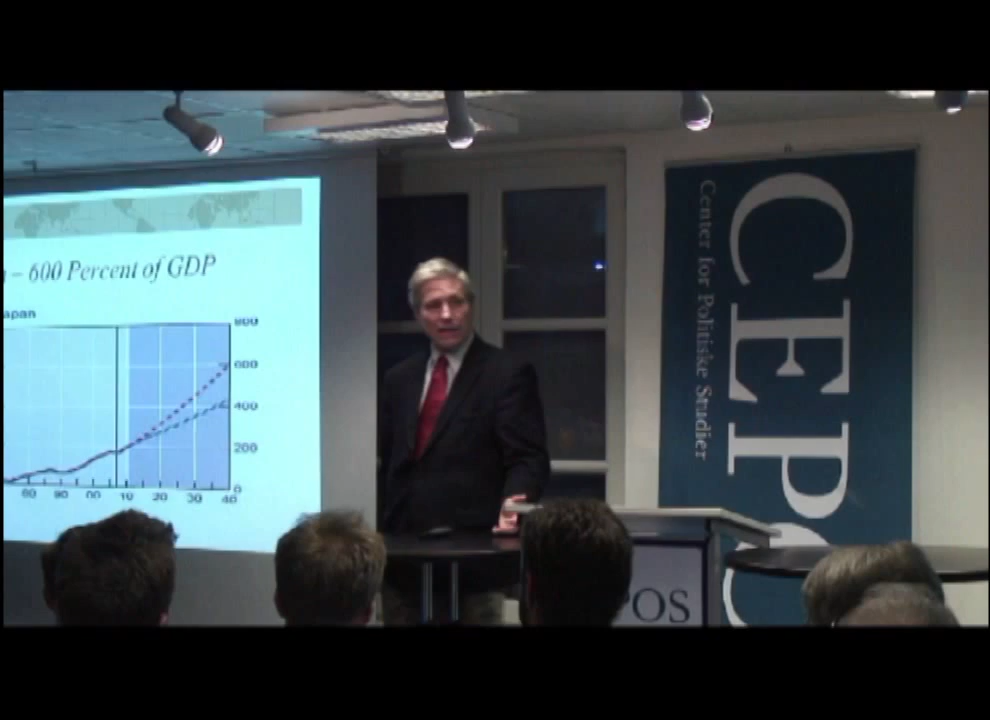 – 600 Percent of GDP
apan
800
600
400
200
0
80 90 00 10 20 30 40
Center for Politiske Studier
CEPO
POS